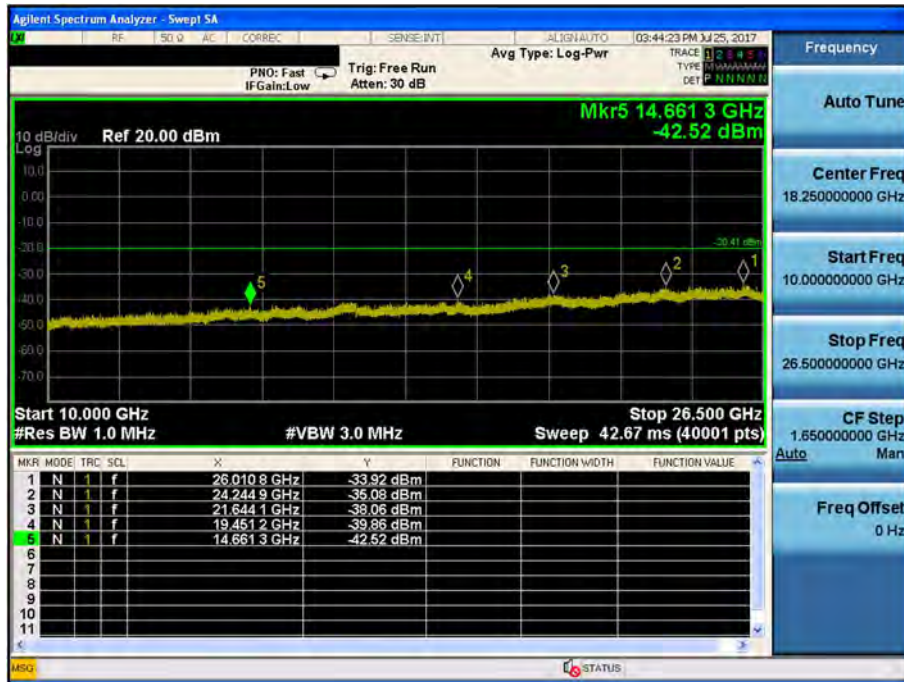 Agilent Spectrum Analyzer - Swept SA
LXI RF 50 Ω AC CORREC SENSE:INT ALIGNAUTO 03:44:23 PM Jul 25, 2017
Avg Type: Log-Pwr
TRACE 1 2 3 4 5 6
TYPE
DET P N N N N N
PNO: Fast
IFGain:Low
Trig: Free Run
Atten: 30 dB
Mkr5 14.661 3 GHz
-42.52 dBm
10 dB/div
Log
Ref 20.00 dBm
10.0
0.00
-10.0
-20.0
-30.0
-40.0
-50.0
-60.0
-70.0
-30.41 dBm
5
4
3
2
1
Start 10.000 GHz
Stop 26.500 GHz
#Res BW 1.0 MHz
#VBW 3.0 MHz
Sweep 42.67 ms (40001 pts)
MKR MODE TRC SCL X Y FUNCTION FUNCTION WIDTH FUNCTION VALUE
1 N 1 f 26.010 8 GHz -33.92 dBm
2 N 1 f 24.244 9 GHz -35.08 dBm
3 N 1 f 21.644 1 GHz -38.06 dBm
4 N 1 f 19.451 2 GHz -39.86 dBm
5 N 1 f 14.661 3 GHz -42.52 dBm
6
7
8
9
10
11
MSG
STATUS
Frequency
Auto Tune
Center Freq
18.250000000 GHz
Start Freq
10.000000000 GHz
Stop Freq
26.500000000 GHz
CF Step
1.650000000 GHz
Auto Man
Freq Offset
0 Hz